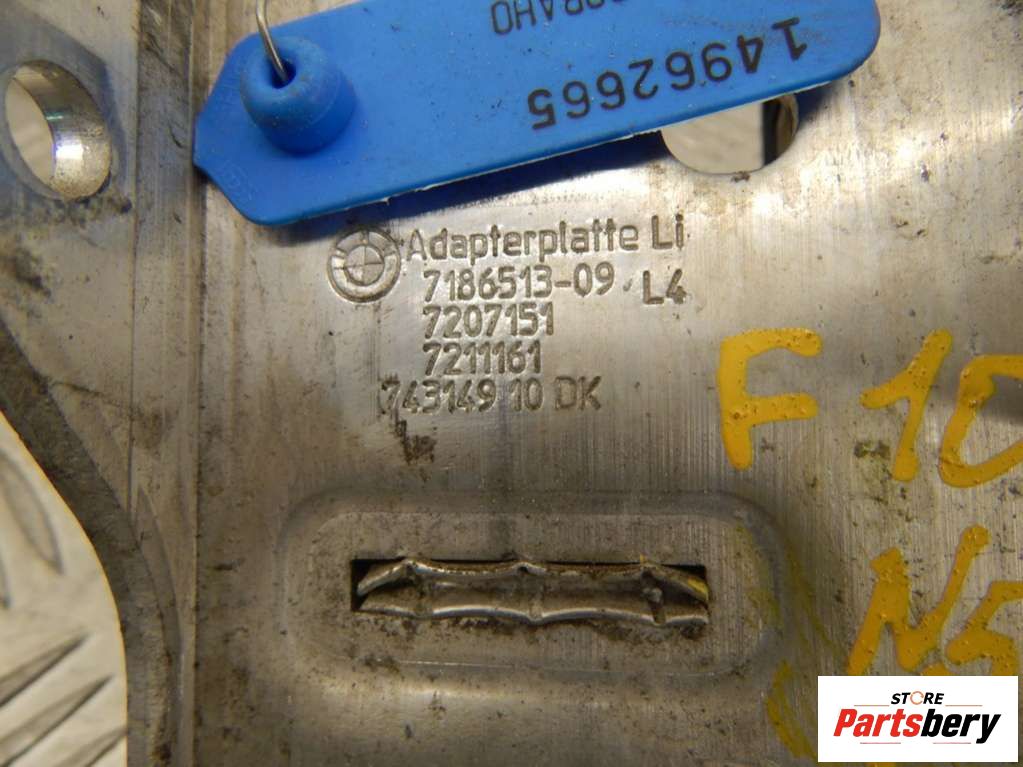 14962665
Adapterplatte Li
7186513-09 L4
7207151
7211161
743149 10 DK
F10
STORE
Partsbery